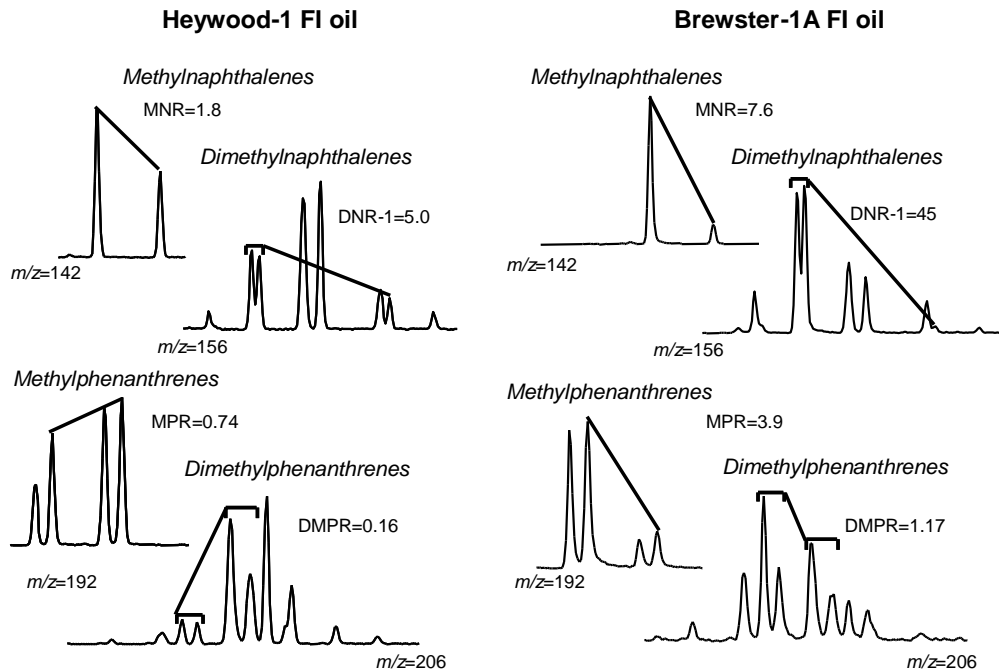 Heywood-1 FI oil
Methylnaphthalenes
MNR=1.8
Dimethylnaphthalenes
DNR-1=5.0
m/z=142
m/z=156
Methylphenanthrenes
MPR=0.74
Dimethylphenanthrenes
DMPR=0.16
m/z=192
m/z=206
Brewster-1A FI oil
Methylnaphthalenes
MNR=7.6
Dimethylnaphthalenes
DNR-1=45
m/z=142
m/z=156
Methylphenanthrenes
MPR=3.9
Dimethylphenanthrenes
DMPR=1.17
m/z=192
m/z=206